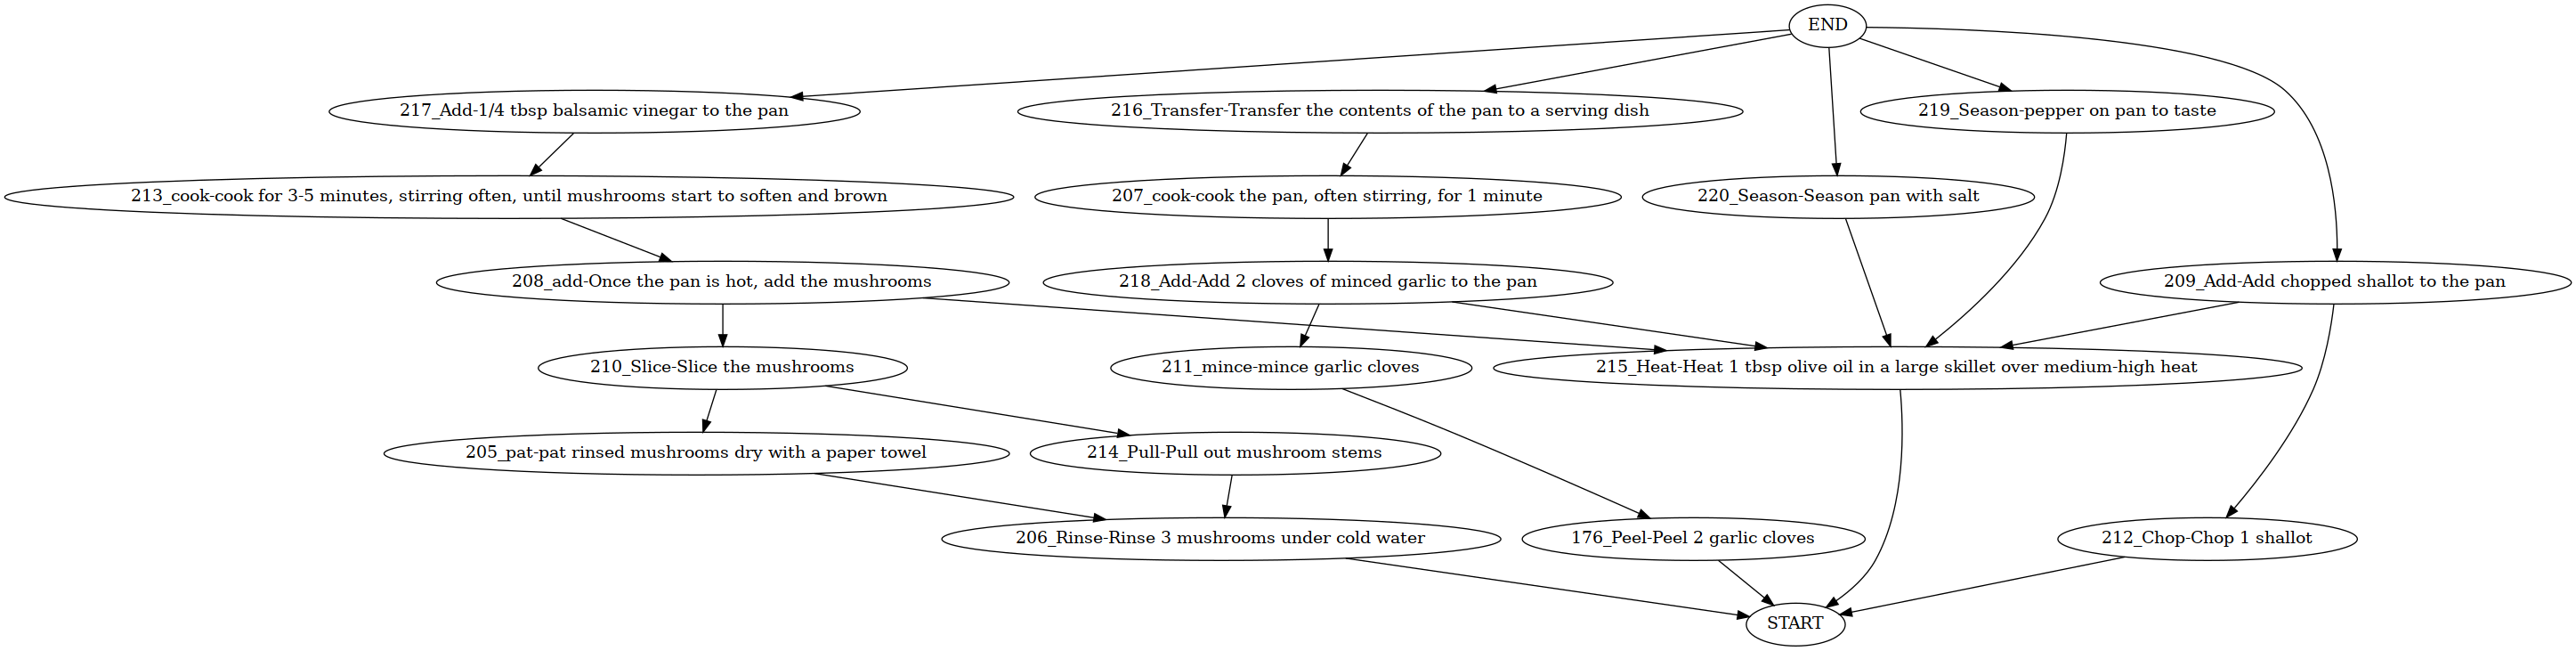 END
217_Add-1/4 tbsp balsamic vinegar to the pan
216_Transfer-Transfer the contents of the pan to a serving dish
219_Season-pepper on pan to taste
213_cook-cook for 3-5 minutes, stirring often, until mushrooms start to soften and brown
207_cook-cook the pan, often stirring, for 1 minute
220_Season-Season pan with salt
208_add-Once the pan is hot, add the mushrooms
218_Add-Add 2 cloves of minced garlic to the pan
209_Add-Add chopped shallot to the pan
210_Slice-Slice the mushrooms
211_mince-mince garlic cloves
215_Heat-Heat 1 tbsp olive oil in a large skillet over medium-high heat
205_pat-pat rinsed mushrooms dry with a paper towel
214_Pull-Pull out mushroom stems
206_Rinse-Rinse 3 mushrooms under cold water
176_Peel-Peel 2 garlic cloves
212_Chop-Chop 1 shallot
START